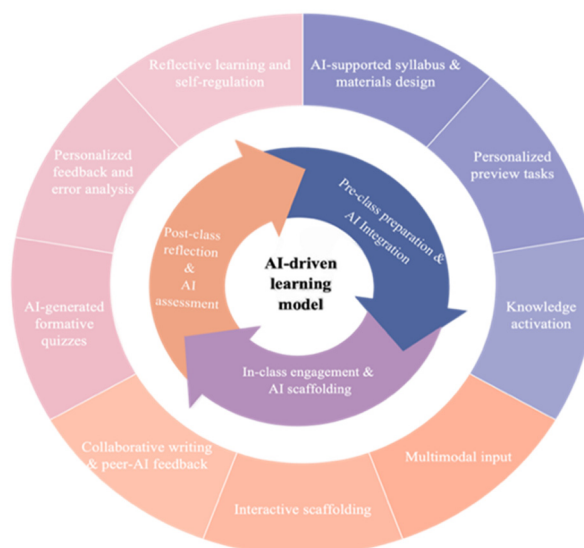 Reflective learning and
self-regulation
AI-supported syllabus &
materials design
Personalized
preview tasks
Knowledge
activation
Multimodal input
Interactive scaffolding
Collaborative writing
& peer-AI feedback
AI-generated
formative
quizzes
Personalized
feedback and
error analysis
Pre-class preparation &
AI Integration
In-class engagement &
AI scaffolding
Post-class
reflection
&
AI
assessment
AI-driven
learning
model